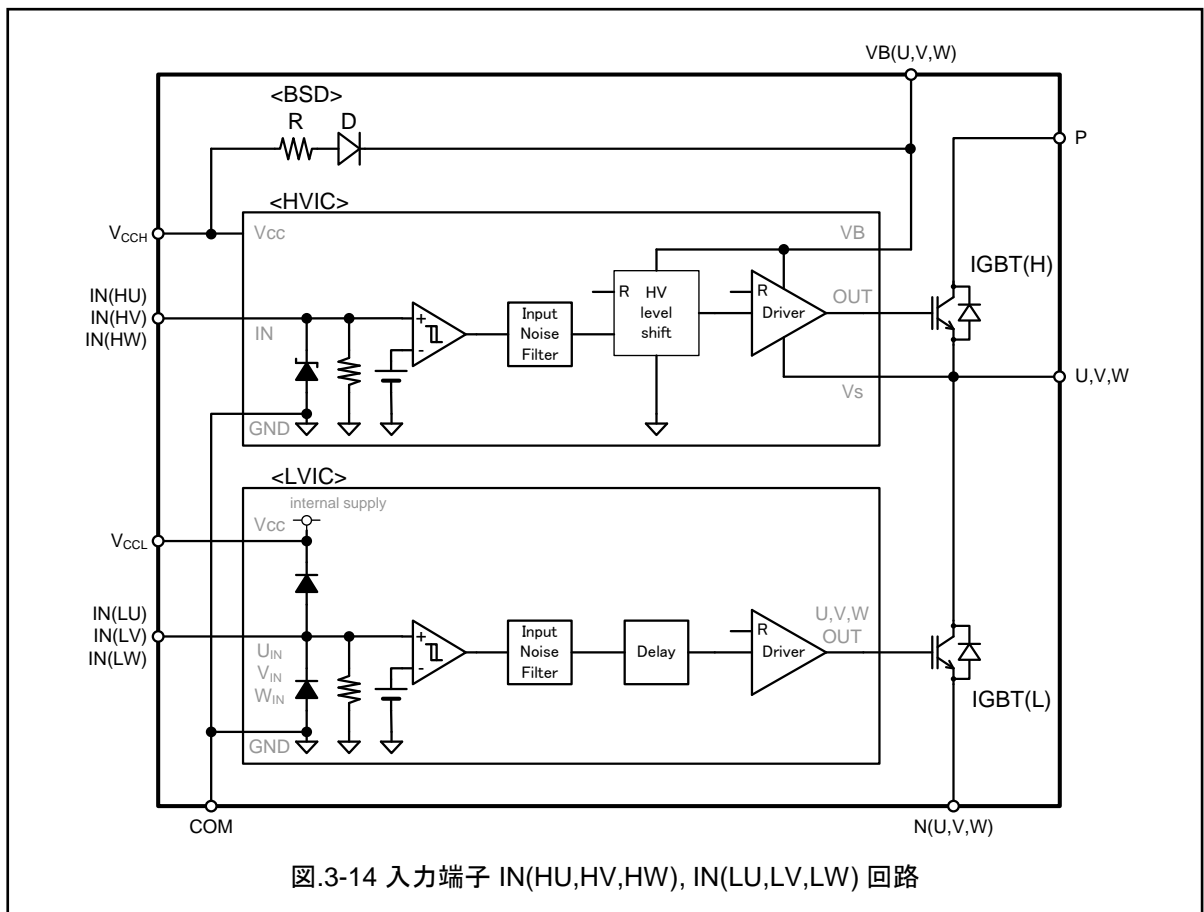 VB(U,V,W)
<BSD>
R D
P
<HVIC>
VCCH
Vcc
VB
IGBT(H)
IN(HU)
IN(HV)
IN(HW)
IN
Input
Noise
Filter
R
HV
level
shift
R
Driver
OUT
+
-
U,V,W
Vs
GND
<LVIC>
internal supply
Vcc
VCCL
IN(LU)
IN(LV)
IN(LW)
UIN
VIN
WIN
+
-
Input
Noise
Filter
Delay
R
Driver
U,V,W
OUT
IGBT(L)
GND
COM
N(U,V,W)
図.3-14 入力端子 IN(HU,HV,HW), IN(LU,LV,LW) 回路